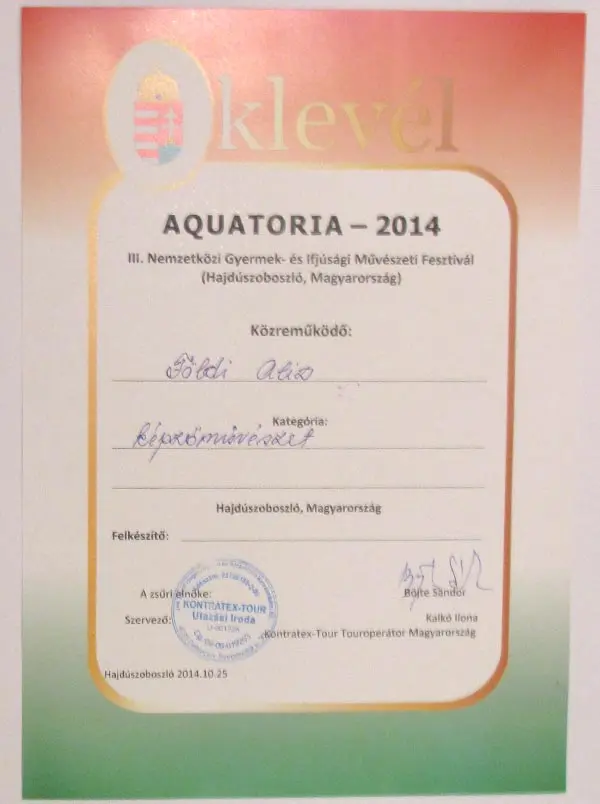 Oklevél
AQUATORIA – 2014
III. Nemzetközi Gyermek- és Ifjúsági Művészeti Fesztivál
(Hajdúszoboszló, Magyarország)
Közreműködő:
Földi Aliz
Kategória:
képzőművészet
Hajdúszoboszló, Magyarország
Felkészítő:
A zsűri elnöke:
Böjte Sándor
KONTRATEX-TOUR
Utazási Iroda
Szervező:
Kalkó Ilona
Kontratex-Tour Touroperátor Magyarország
Hajdúszoboszló 2014.10.25